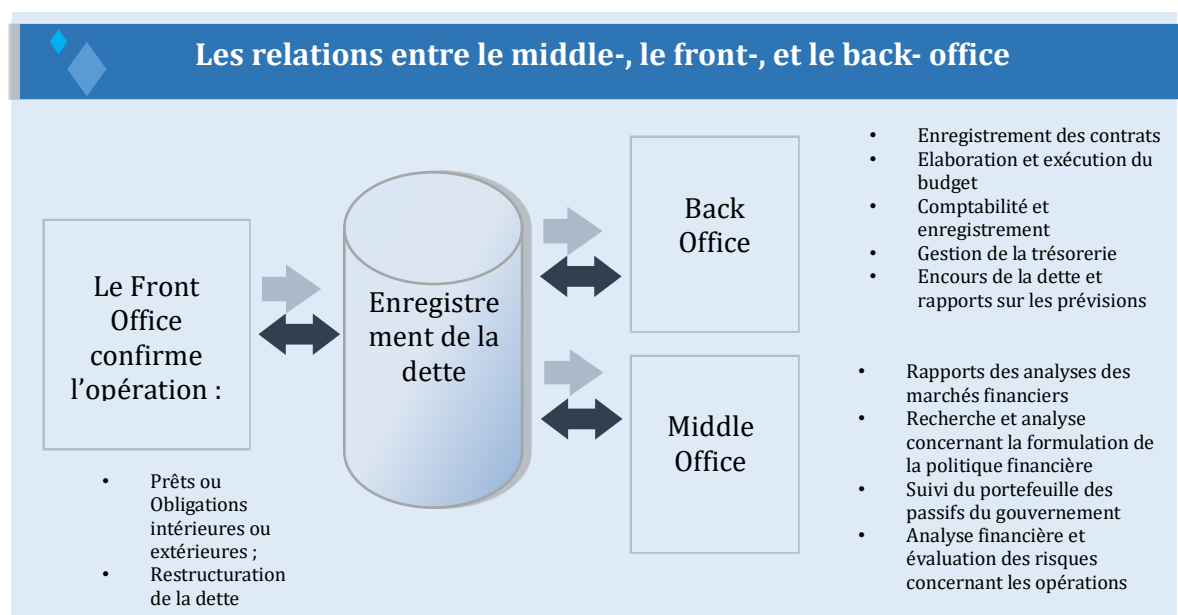 Les relations entre le middle-, le front-, et le back- office
Le Front
Office
confirme
l'opération :
• Prêts ou
Obligations
intérieures ou
extérieures ;
• Restructuration
de la dette
Enregistre
ment de la
dette
Back
Office
• Enregistrement des contrats
• Elaboration et exécution du
budget
• Comptabilité et
enregistrement
• Gestion de la trésorerie
• Encours de la dette et
rapports sur les prévisions
Middle
Office
• Rapports des analyses des
marchés financiers
• Recherche et analyse
concernant la formulation de
la politique financière
• Suivi du portefeuille des
passifs du gouvernement
• Analyse financière et
évaluation des risques
concernant les opérations